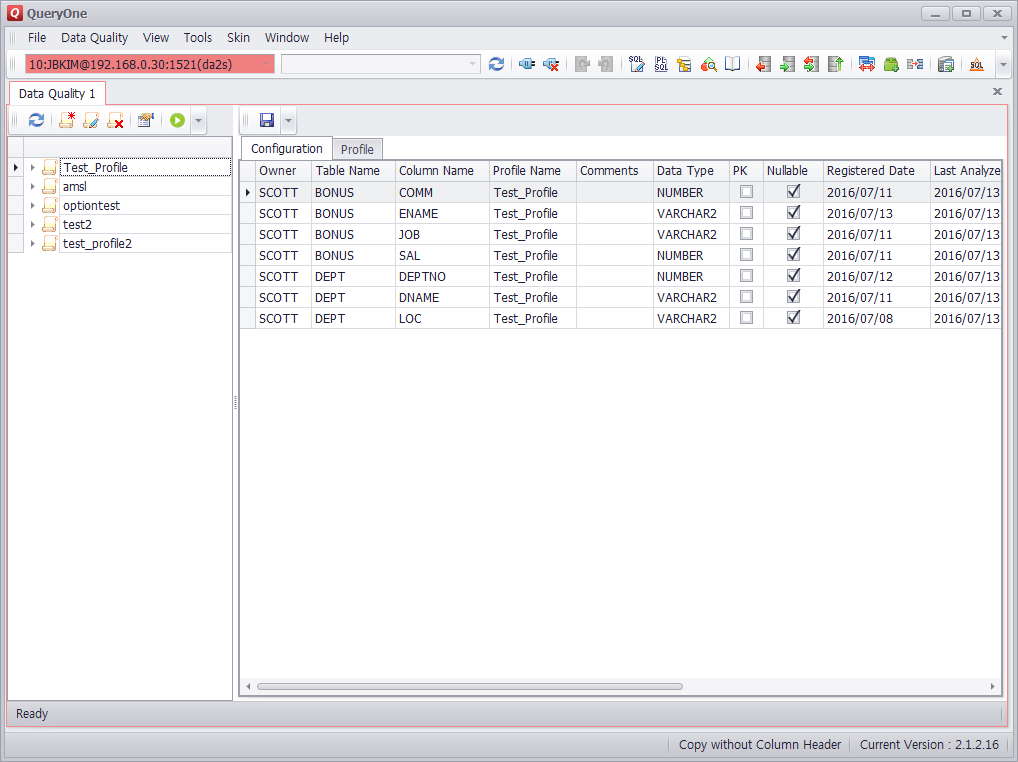 Q QueryOne
File Data Quality View Tools Skin Window Help
10:JBKIM@192.168.0.30:1521(da2s) SQL PL SQL SQL
Data Quality 1
Configuration Profile
Owner Table Name Column Name Profile Name Comments Data Type PK Nullable Registered Date Last Analyze
Test_Profile
amsl
optiontest
test2
test_profile2
SCOTT BONUS COMM Test_Profile NUMBER 2016/07/11 2016/07/13
SCOTT BONUS ENAME Test_Profile VARCHAR2 2016/07/13 2016/07/13
SCOTT BONUS JOB Test_Profile VARCHAR2 2016/07/11 2016/07/13
SCOTT BONUS SAL Test_Profile NUMBER 2016/07/11 2016/07/13
SCOTT DEPT DEPTNO Test_Profile NUMBER 2016/07/12 2016/07/13
SCOTT DEPT DNAME Test_Profile VARCHAR2 2016/07/11 2016/07/13
SCOTT DEPT LOC Test_Profile VARCHAR2 2016/07/08 2016/07/13
Ready
Copy without Column Header Current Version : 2.1.2.16